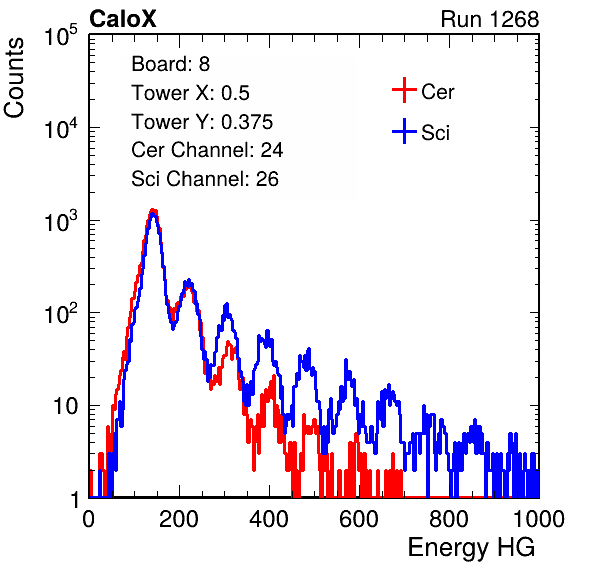 CaloX Run 1268
Counts
Board: 8
Tower X: 0.5
Tower Y: 0.375
Cer Channel: 24
Sci Channel: 26
Cer
Sci
10^5
10^4
10^3
10^2
10
1
0 200 400 600 800 1000
Energy HG